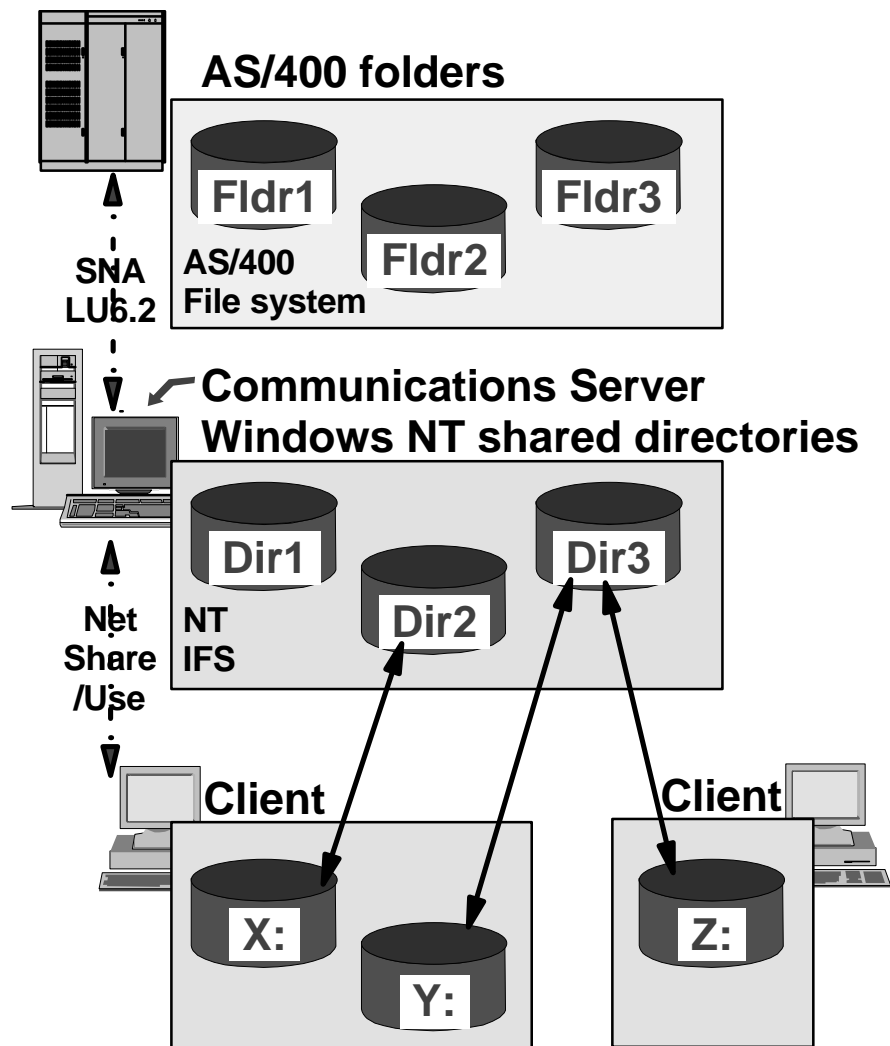 AS/400 folders
Fldr1
Fldr3
Fldr2
AS/400
File system
SNA
LU6.2
Communications Server
Windows NT shared directories
Dir1
Dir3
Dir2
Net
Share
/Use
NT
IFS
Client
Client
X:
Z:
Y: